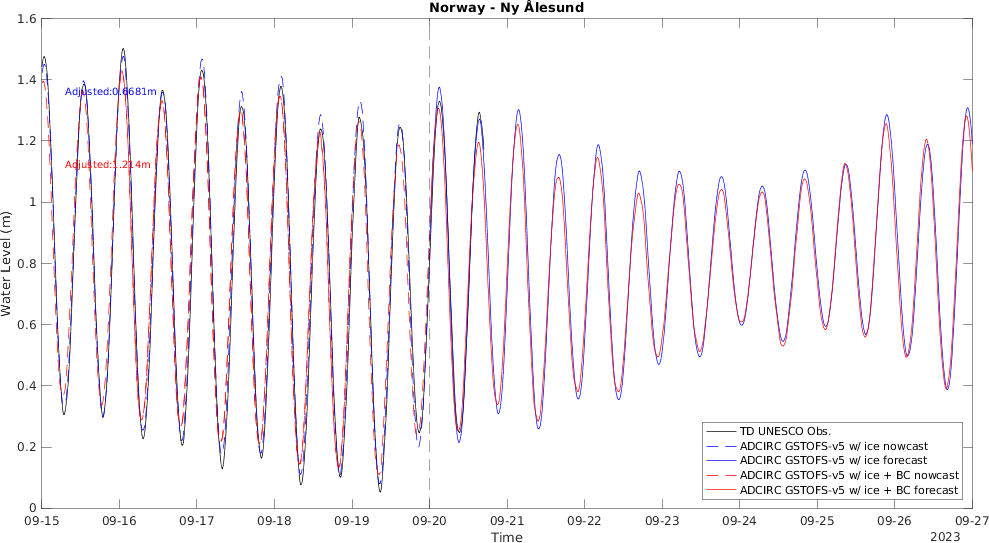 Norway - Ny Ålesund
1.6
1.4
1.2
1
0.8
0.6
0.4
0.2
0
Water Level (m)
Adjusted:0.6681m
Adjusted:1.214m
TD UNESCO Obs.
ADCIRC GSTOFS-v5 w/ ice nowcast
ADCIRC GSTOFS-v5 w/ ice forecast
ADCIRC GSTOFS-v5 w/ ice + BC nowcast
ADCIRC GSTOFS-v5 w/ ice + BC forecast
09-15 09-16 09-17 09-18 09-19 09-20 09-21 09-22 09-23 09-24 09-25 09-26 09-27
Time
2023